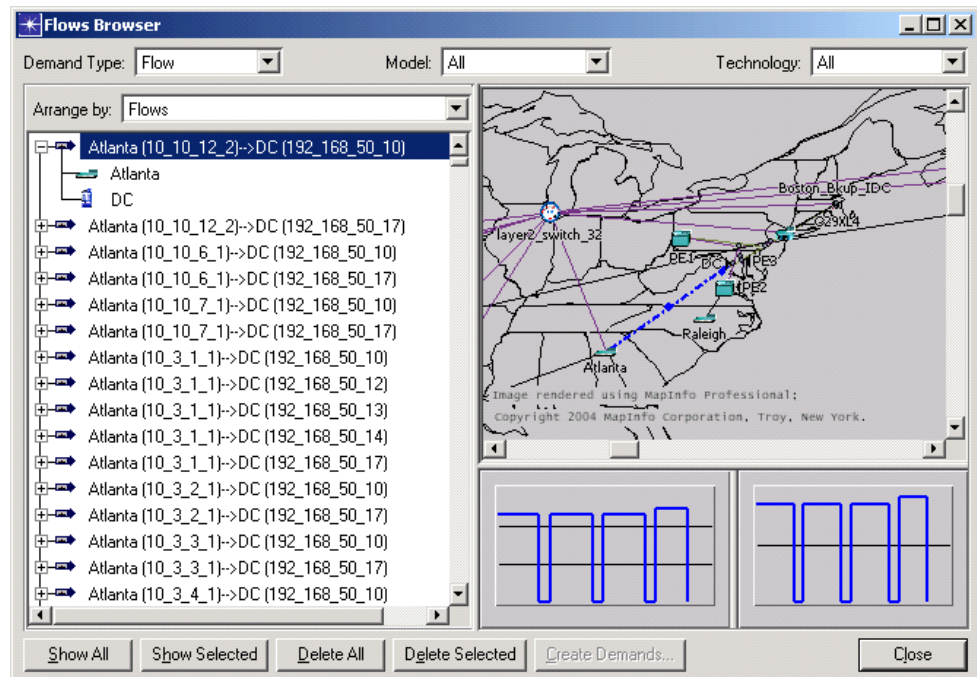 Flows Browser
Demand Type: Flow Model: All Technology: All
Arrange by: Flows
Atlanta (10_10_12_2)-->DC (192_168_50_10)
Atlanta
DC
Atlanta (10_10_12_2)-->DC (192_168_50_17)
Atlanta (10_10_6_1)-->DC (192_168_50_10)
Atlanta (10_10_6_1)-->DC (192_168_50_17)
Atlanta (10_10_7_1)-->DC (192_168_50_10)
Atlanta (10_10_7_1)-->DC (192_168_50_17)
Atlanta (10_3_1_1)-->DC (192_168_50_10)
Atlanta (10_3_1_1)-->DC (192_168_50_12)
Atlanta (10_3_1_1)-->DC (192_168_50_13)
Atlanta (10_3_1_1)-->DC (192_168_50_14)
Atlanta (10_3_1_1)-->DC (192_168_50_17)
Atlanta (10_3_2_1)-->DC (192_168_50_10)
Atlanta (10_3_2_1)-->DC (192_168_50_17)
Atlanta (10_3_3_1)-->DC (192_168_50_10)
Atlanta (10_3_3_1)-->DC (192_168_50_17)
Atlanta (10_3_4_1)-->DC (192_168_50_10)
Boston_Bkup_IDC
layer2_switch_32
PE1
DC
PE3
PE2
Raleigh
Atlanta
Image rendered using MapInfo Professional;
Copyright 2004 MapInfo Corporation, Troy, New York.
Show All Show Selected Delete All Delete Selected Create Demands... Close